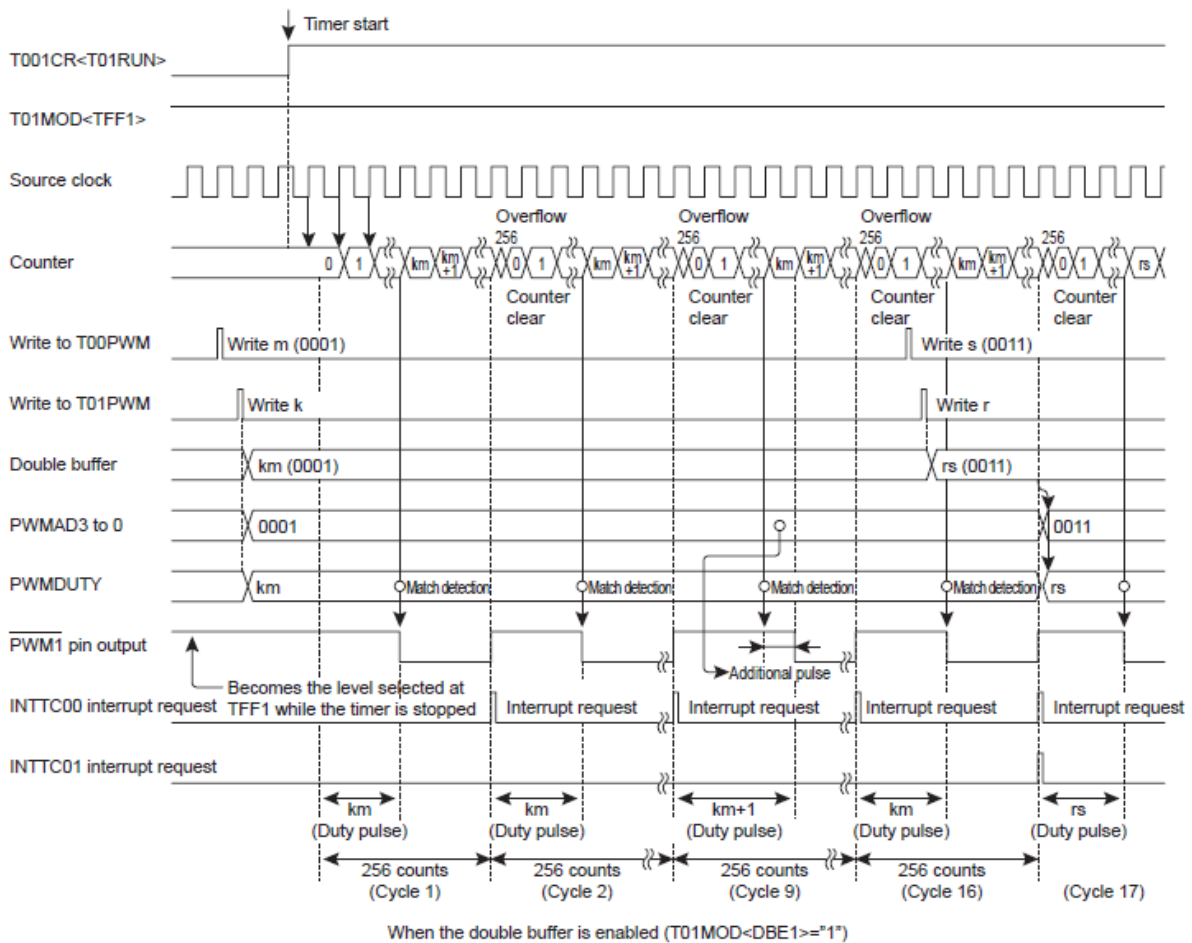 Timer start
T001CR<T01RUN>
T01MOD<TFF1>
Source clock
Overflow Overflow Overflow
256 256 256 256
Counter 0 1 km km+1 0 1 km km+1 0 1 km km+1 0 1 km km+1 0 1 rs
Counter clear Counter clear Counter clear Counter clear
Write to T00PWM Write m (0001) Write s (0011)
Write to T01PWM Write k Write r
Double buffer km (0001) rs (0011)
PWMAD3 to 0 0001 0011
PWMDUTY km Match detection Match detection Match detection Match detection rs
PWM1 pin output
Additional pulse
Becomes the level selected at
TFF1 while the timer is stopped
INTTC00 interrupt request Interrupt request Interrupt request Interrupt request Interrupt request
INTTC01 interrupt request
km km km+1 km rs
(Duty pulse) (Duty pulse) (Duty pulse) (Duty pulse) (Duty pulse)
256 counts 256 counts 256 counts 256 counts
(Cycle 1) (Cycle 2) (Cycle 9) (Cycle 16) (Cycle 17)
When the double buffer is enabled (T01MOD<DBE1>="1")